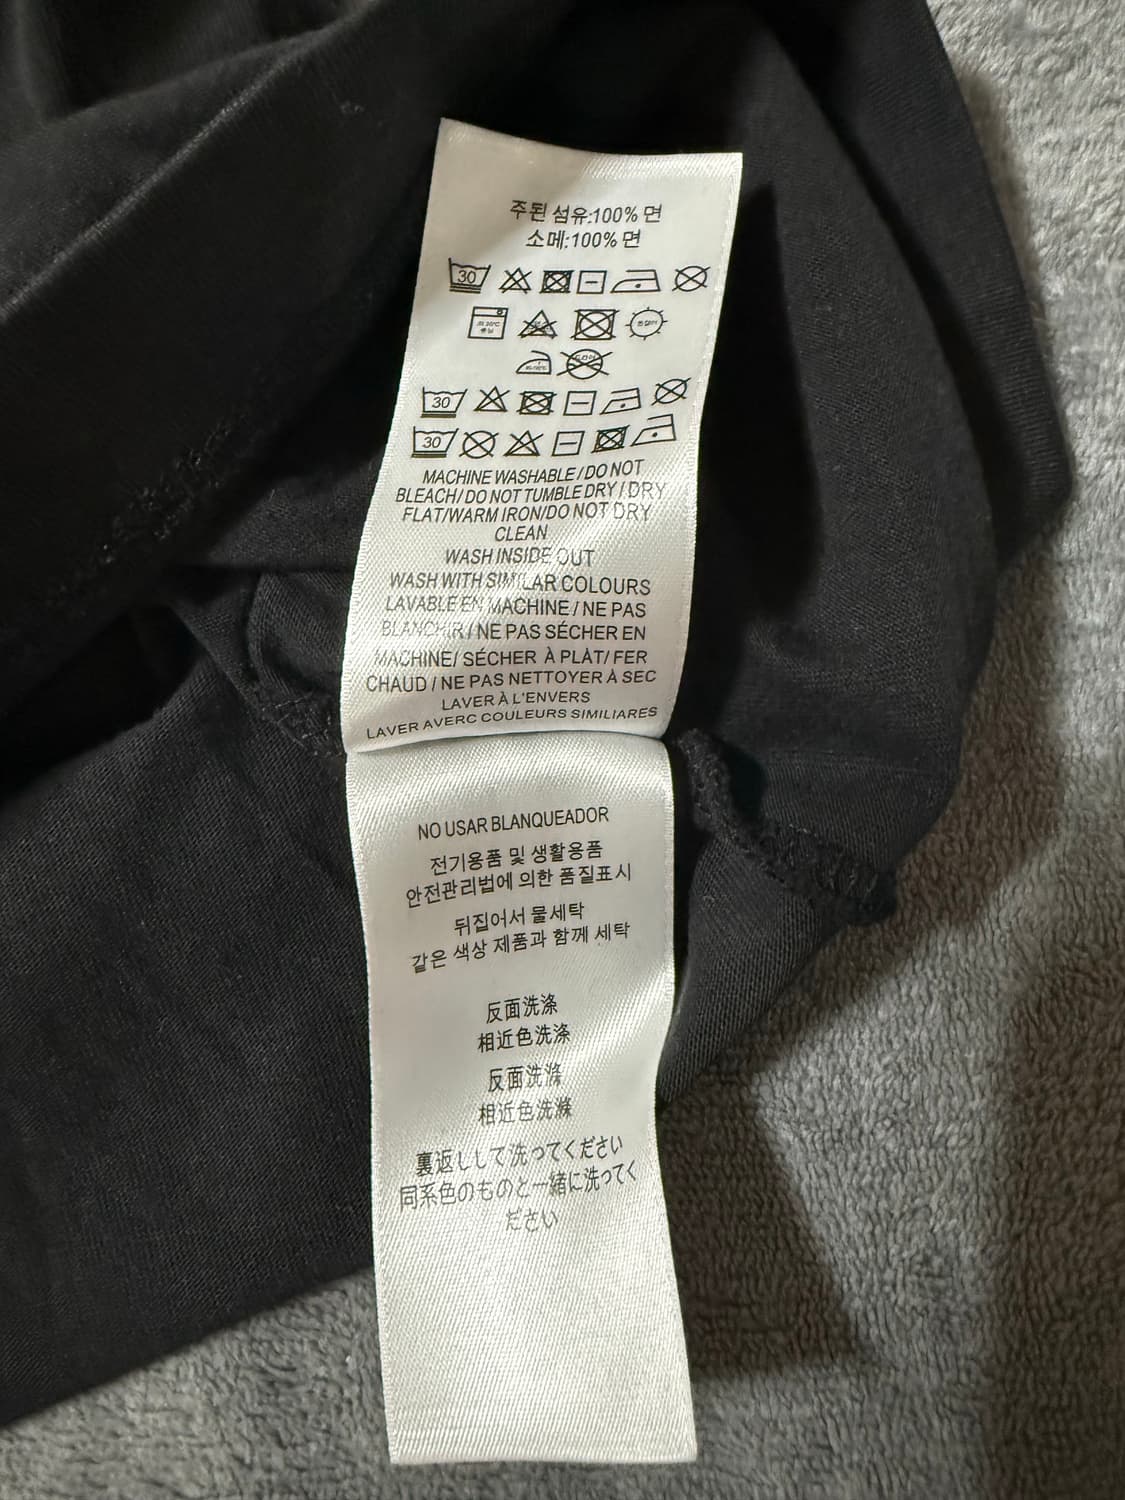 주된 섬유:100% 면
소메:100% 면
30
30
30
MACHINE WASHABLE/DO NOT
BLEACH/DO NOT TUMBLE DRY/DRY
FLAT/WARM IRON/DO NOT DRY
CLEAN
WASH INSIDE OUT
WASH WITH SIMILAR COLOURS
LAVABLE EN MACHINE/NE PAS
BLANCHIR/NE PAS SÉCHER EN
MACHINE/ SÉCHER À PLAT/FER
CHAUD/NE PAS NETTOYER À SEC
LAVER À L'ENVERS
LAVER AVERC COULEURS SIMILIARES
NO USAR BLANQUEADOR
전기용품 및 생활용품
안전관리법에 의한 품질표시
뒤집어서 물세탁
같은 색상 제품과 함께 세탁
反面洗涤
相近色洗涤
反面洗滌
相近色洗滌
裏返しして洗ってください
同系色のものと一緒に洗ってく
ださい